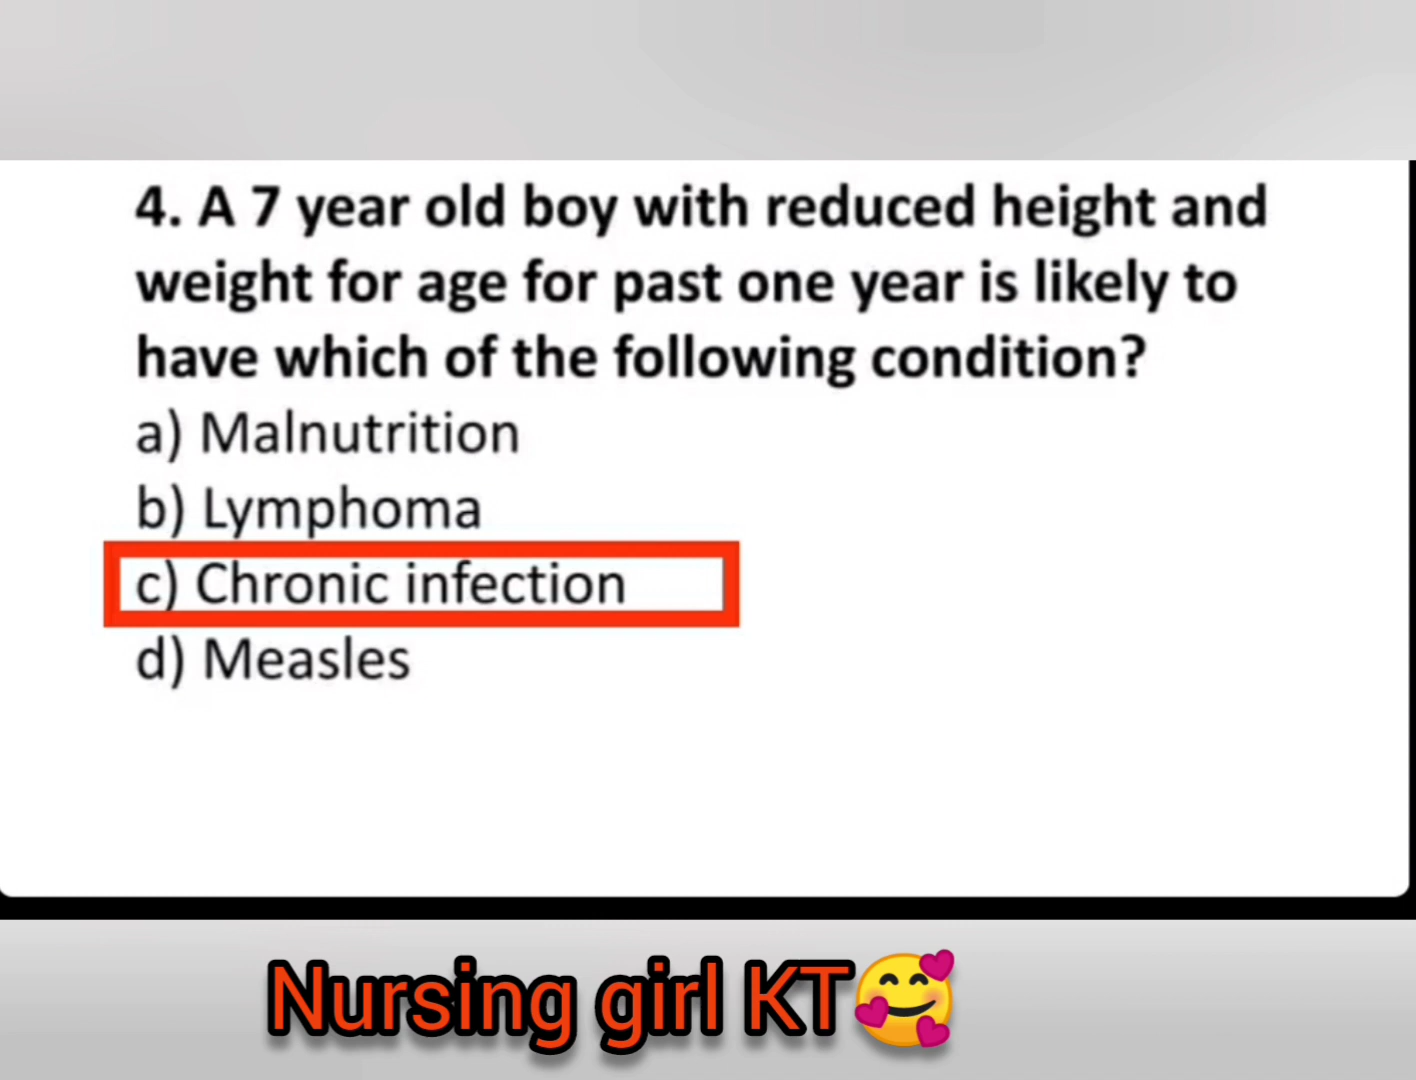 4. A 7 year old boy with reduced height and
weight for age for past one year is likely to
have which of the following condition?
a) Malnutrition
b) Lymphoma
c) Chronic infection
d) Measles
Nursing girl KT🥰